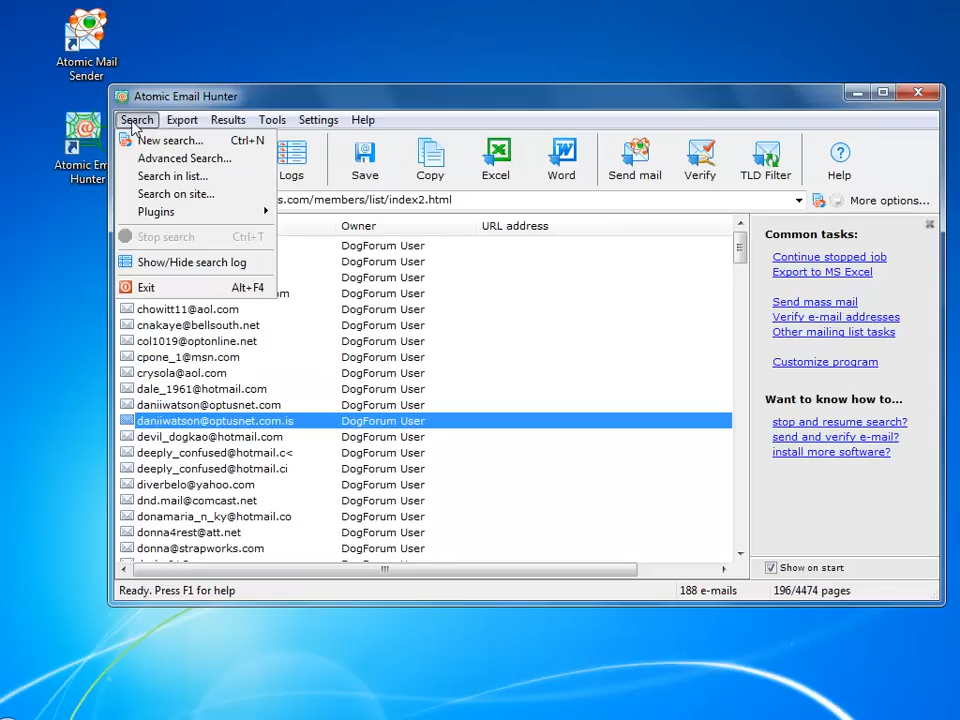 Atomic Mail
Sender
Atomic Em
Hunter
Atomic Email Hunter
Search Export Results Tools Settings Help
New search... Ctrl+N
Advanced Search...
Search in list...
Search on site...
Plugins
Stop search Ctrl+T
Show/Hide search log
Exit Alt+F4
Logs Save Copy Excel Word Send mail Verify TLD Filter Help
s.com/members/list/index2.html More options...
Owner URL address
DogForum User
DogForum User
DogForum User
om DogForum User
chowitt11@aol.com DogForum User
cnakaye@bellsouth.net DogForum User
col1019@optonline.net DogForum User
cpone_1@msn.com DogForum User
crysola@aol.com DogForum User
dale_1961@hotmail.com DogForum User
daniiwatson@optusnet.com DogForum User
daniiwatson@optusnet.com.is DogForum User
devil_dogkao@hotmail.com DogForum User
deeply_confused@hotmail.c< DogForum User
deeply_confused@hotmail.ci DogForum User
diverbelo@yahoo.com DogForum User
dnd.mail@comcast.net DogForum User
donamaria_n_ky@hotmail.co DogForum User
donna4rest@att.net DogForum User
donna@strapworks.com DogForum User
Common tasks:
Continue stopped job
Export to MS Excel
Send mass mail
Verify e-mail addresses
Other mailing list tasks
Customize program
Want to know how to...
stop and resume search?
send and verify e-mail?
install more software?
Show on start
Ready. Press F1 for help 188 e-mails 196/4474 pages